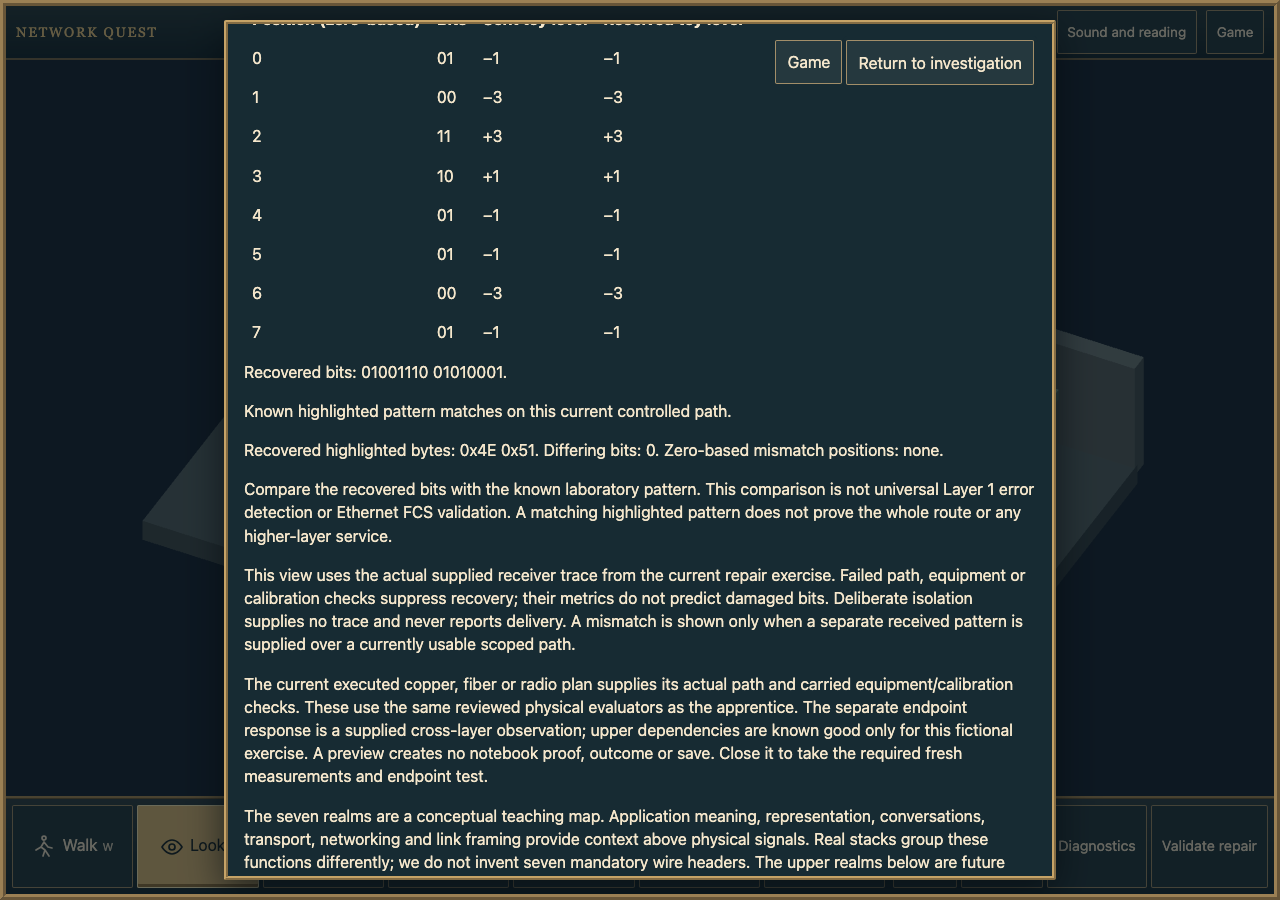 NETWORK QUEST
Sound and reading
Game
Game
Return to investigation
0 01 −1 −1
1 00 −3 −3
2 11 +3 +3
3 10 +1 +1
4 01 −1 −1
5 01 −1 −1
6 00 −3 −3
7 01 −1 −1
Recovered bits: 01001110 01010001.
Known highlighted pattern matches on this current controlled path.
Recovered highlighted bytes: 0x4E 0x51. Differing bits: 0. Zero-based mismatch positions: none.
Compare the recovered bits with the known laboratory pattern. This comparison is not universal Layer 1 error
detection or Ethernet FCS validation. A matching highlighted pattern does not prove the whole route or any
higher-layer service.
This view uses the actual supplied receiver trace from the current repair exercise. Failed path, equipment or
calibration checks suppress recovery; their metrics do not predict damaged bits. Deliberate isolation
supplies no trace and never reports delivery. A mismatch is shown only when a separate received pattern is
supplied over a currently usable scoped path.
The current executed copper, fiber or radio plan supplies its actual path and carried equipment/calibration
checks. These use the same reviewed physical evaluators as the apprentice. The separate endpoint
response is a supplied cross-layer observation; upper dependencies are known good only for this fictional
exercise. A preview creates no notebook proof, outcome or save. Close it to take the required fresh
measurements and endpoint test.
The seven realms are a conceptual teaching map. Application meaning, representation, conversations,
transport, networking and link framing provide context above physical signals. Real stacks group these
functions differently; we do not invent seven mandatory wire headers. The upper realms below are future
Walk W
Look
Diagnostics
Validate repair